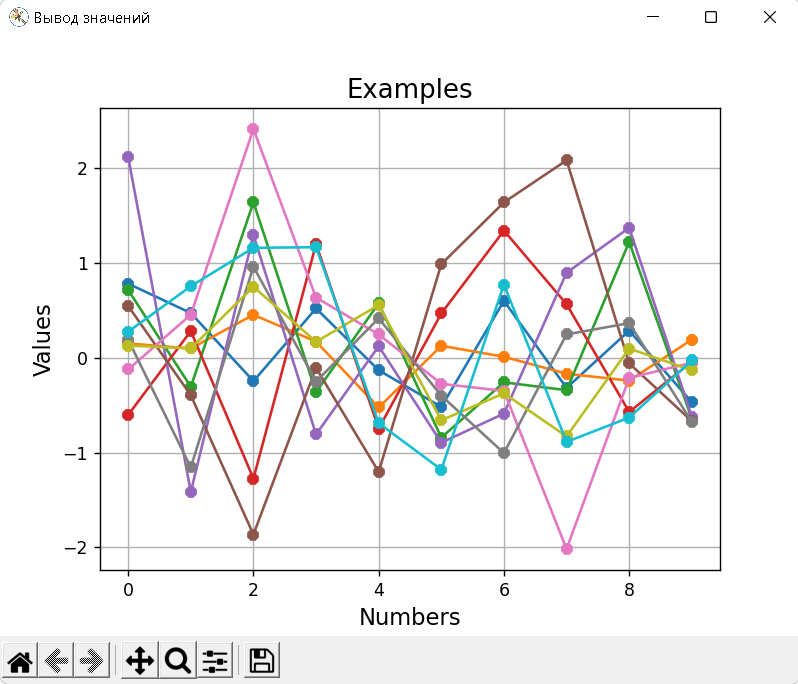 Вывод значений
Examples
Values
2
1
0
−1
−2
0 2 4 6 8
Numbers